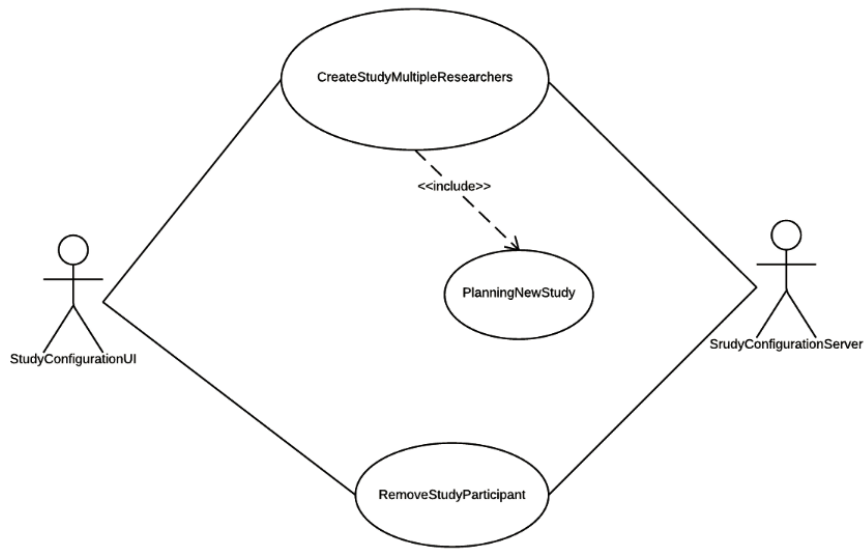 CreateStudyMultipleResearchers
<<include>>
PlanningNewStudy
StudyConfigurationUI
SrudyConfigurationServer
RemoveStudyParticipant